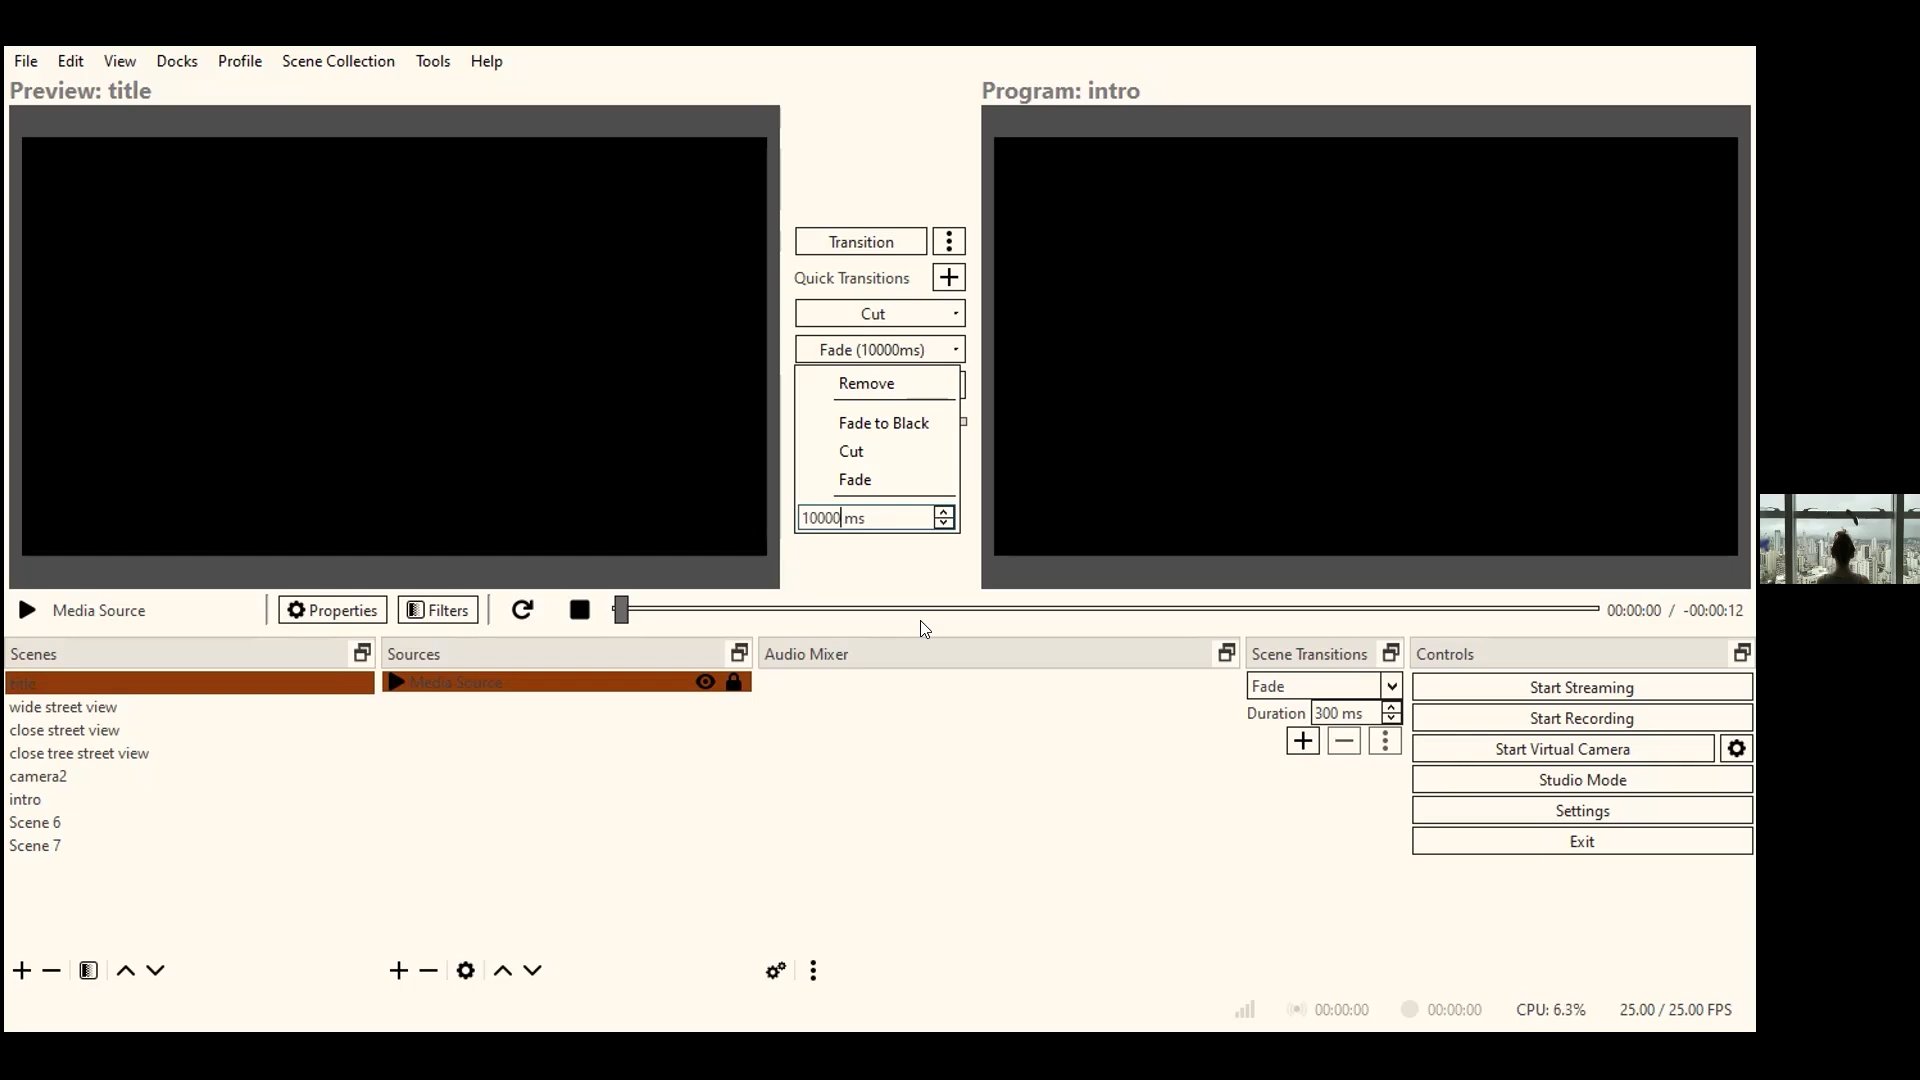 File Edit View Docks Profile Scene Collection Tools Help
Preview: title
Program: intro
Transition
Quick Transitions
Cut
Fade (10000ms)
Remove
Fade to Black
Cut
Fade
10000 ms
Media Source
Properties
Filters
00:00:00 / -00:00:12
Scenes
title
wide street view
close street view
close tree street view
camera2
intro
Scene 6
Scene 7
Sources
Media Source
Audio Mixer
Scene Transitions
Fade
Duration 300 ms
Controls
Start Streaming
Start Recording
Start Virtual Camera
Studio Mode
Settings
Exit
00:00:00
00:00:00
CPU: 6.3%
25.00 / 25.00 FPS